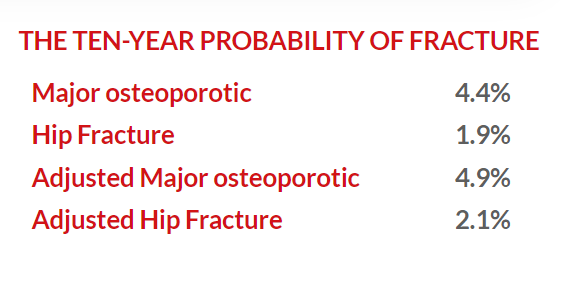 THE TEN-YEAR PROBABILITY OF FRACTURE
Major osteoporotic 4.4%
Hip Fracture 1.9%
Adjusted Major osteoporotic 4.9%
Adjusted Hip Fracture 2.1%